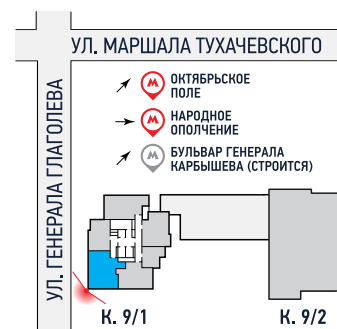 УЛ. МАРШАЛА ТУХАЧЕВСКОГО
УЛ. ГЕНЕРАЛА ГЛАГОЛЕВА
М ОКТЯБРЬСКОЕ
ПОЛЕ
М НАРОДНОЕ
ОПОЛЧЕНИЕ
М БУЛЬВАР ГЕНЕРАЛА
КАРБЫШЕВА (СТРОИТСЯ)
К. 9/1
К. 9/2